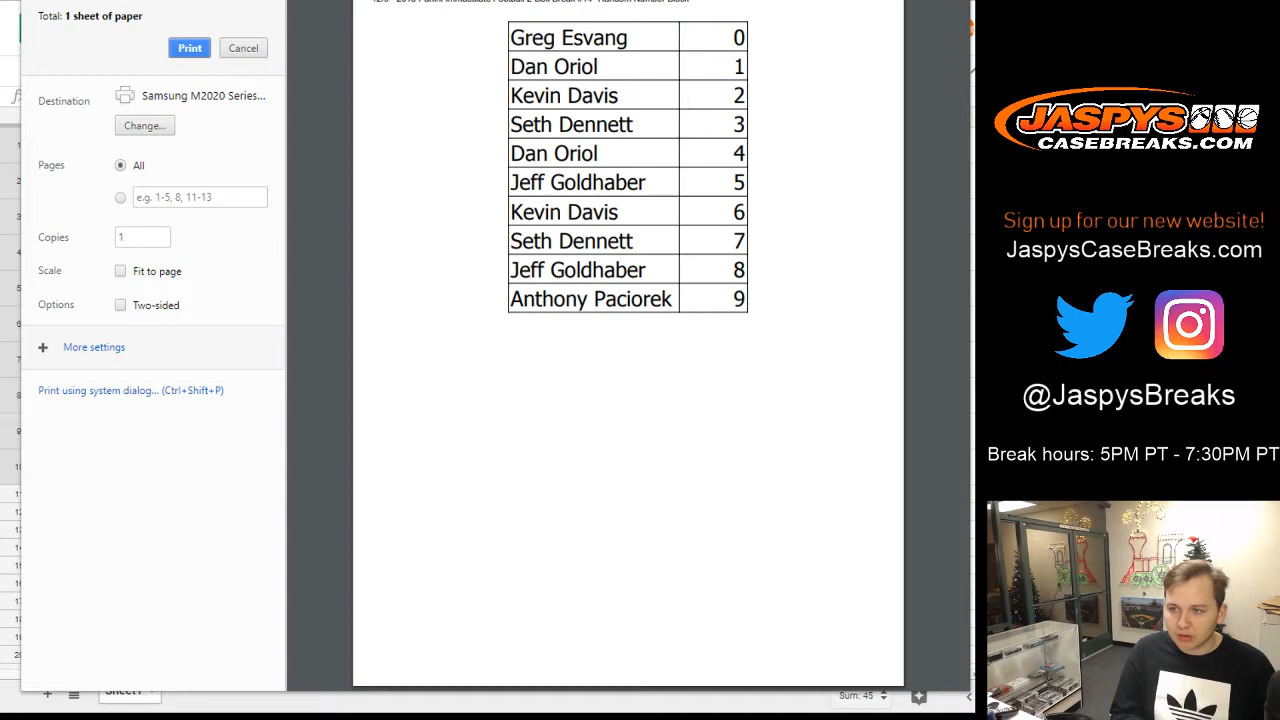 Total: 1 sheet of paper
Print
Cancel
Destination
Samsung M2020 Series...
Change...
Pages
All
e.g. 1-5, 8, 11-13
Copies
1
Scale
Fit to page
Options
Two-sided
More settings
Print using system dialog... (Ctrl+Shift+P)
Greg Esvang 0
Dan Oriol 1
Kevin Davis 2
Seth Dennett 3
Dan Oriol 4
Jeff Goldhaber 5
Kevin Davis 6
Seth Dennett 7
Jeff Goldhaber 8
Anthony Paciorek 9
Sheet1
Sum: 45
JASPYS
CASEBREAKS.COM
Sign up for our new website!
JaspysCaseBreaks.com
@JaspysBreaks
Break hours: 5PM PT - 7:30PM PT